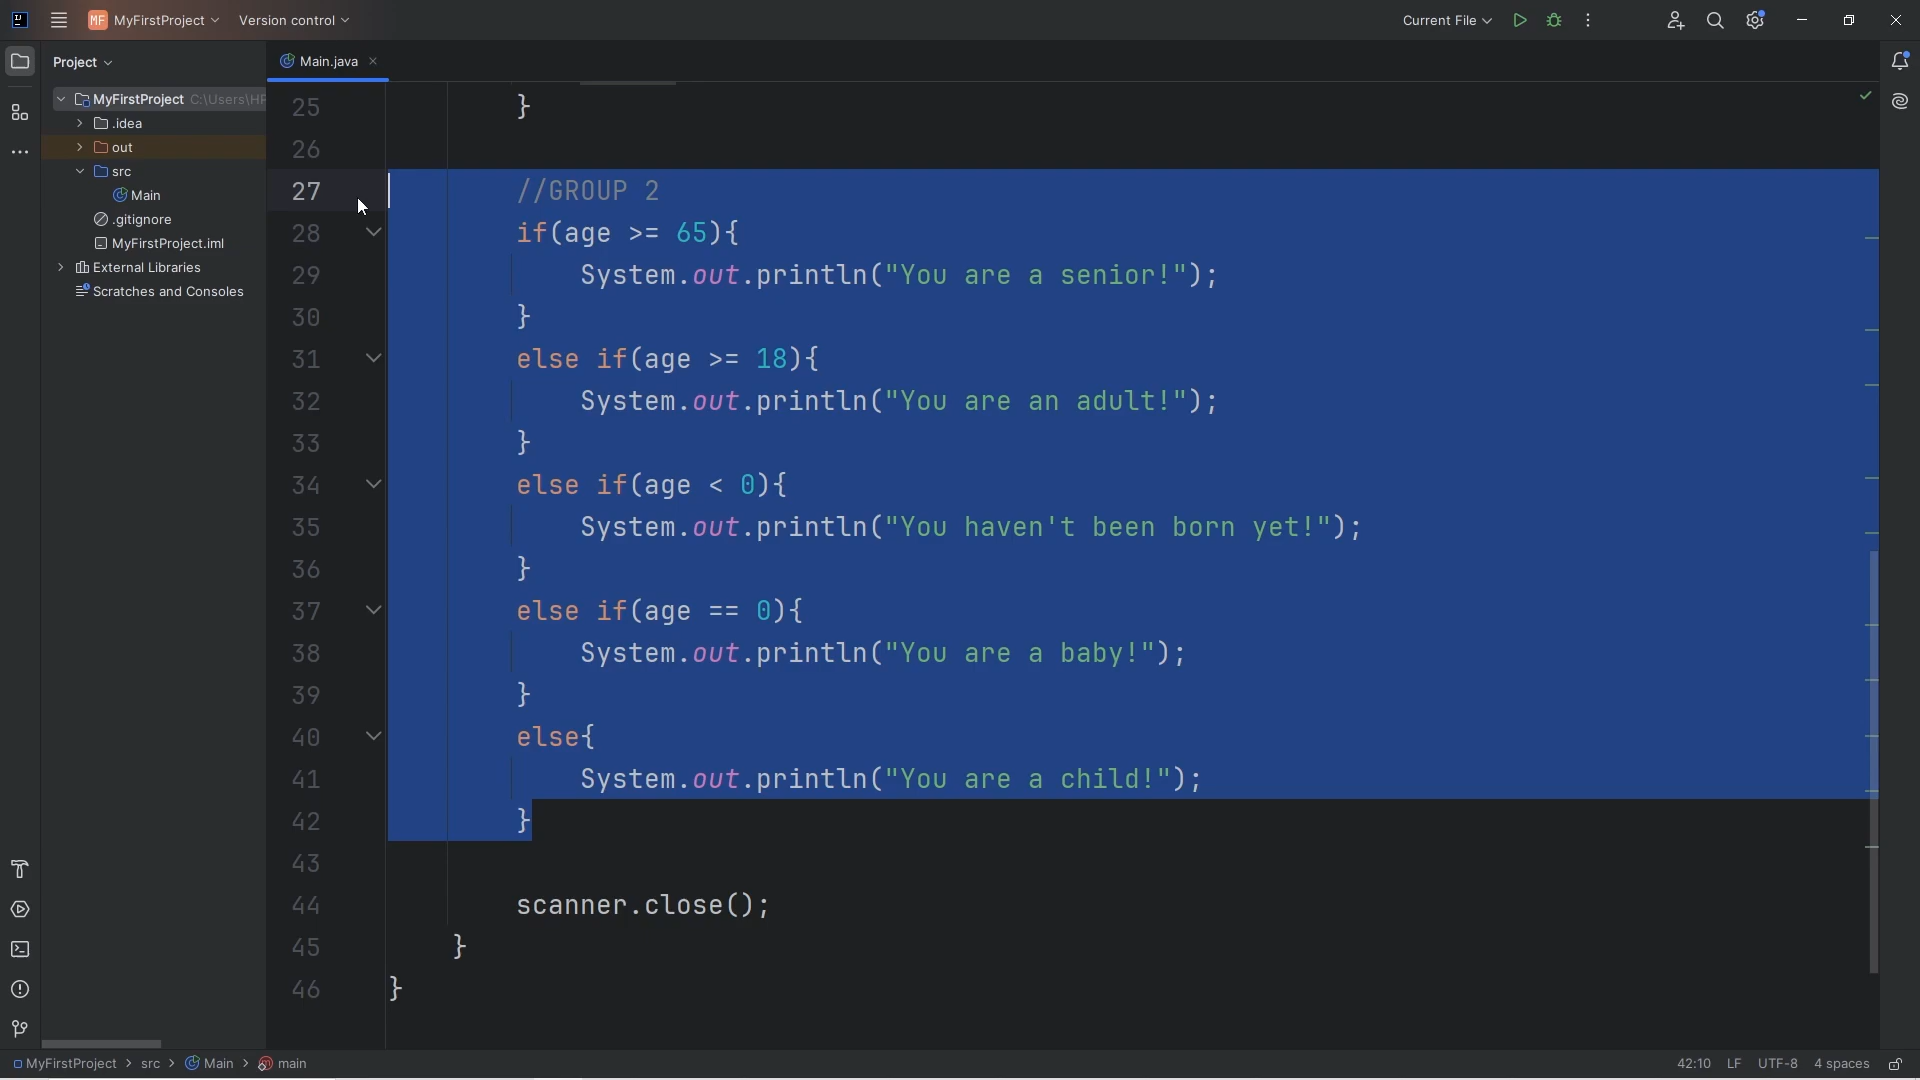 MF MyFirstProject Version control Current File
Project
Main.java
MyFirstProject C:\Users\HP
.idea
out
src
Main
.gitignore
MyFirstProject.iml
External Libraries
Scratches and Consoles
25 }
26
27 //GROUP 2
28 if(age >= 65){
29 System.out.println("You are a senior!");
30 }
31 else if(age >= 18){
32 System.out.println("You are an adult!");
33 }
34 else if(age < 0){
35 System.out.println("You haven't been born yet!");
36 }
37 else if(age == 0){
38 System.out.println("You are a baby!");
39 }
40 else{
41 System.out.println("You are a child!");
42 }
43
44 scanner.close();
45 }
46 }
MyFirstProject > src > Main > main 42:10 LF UTF-8 4 spaces